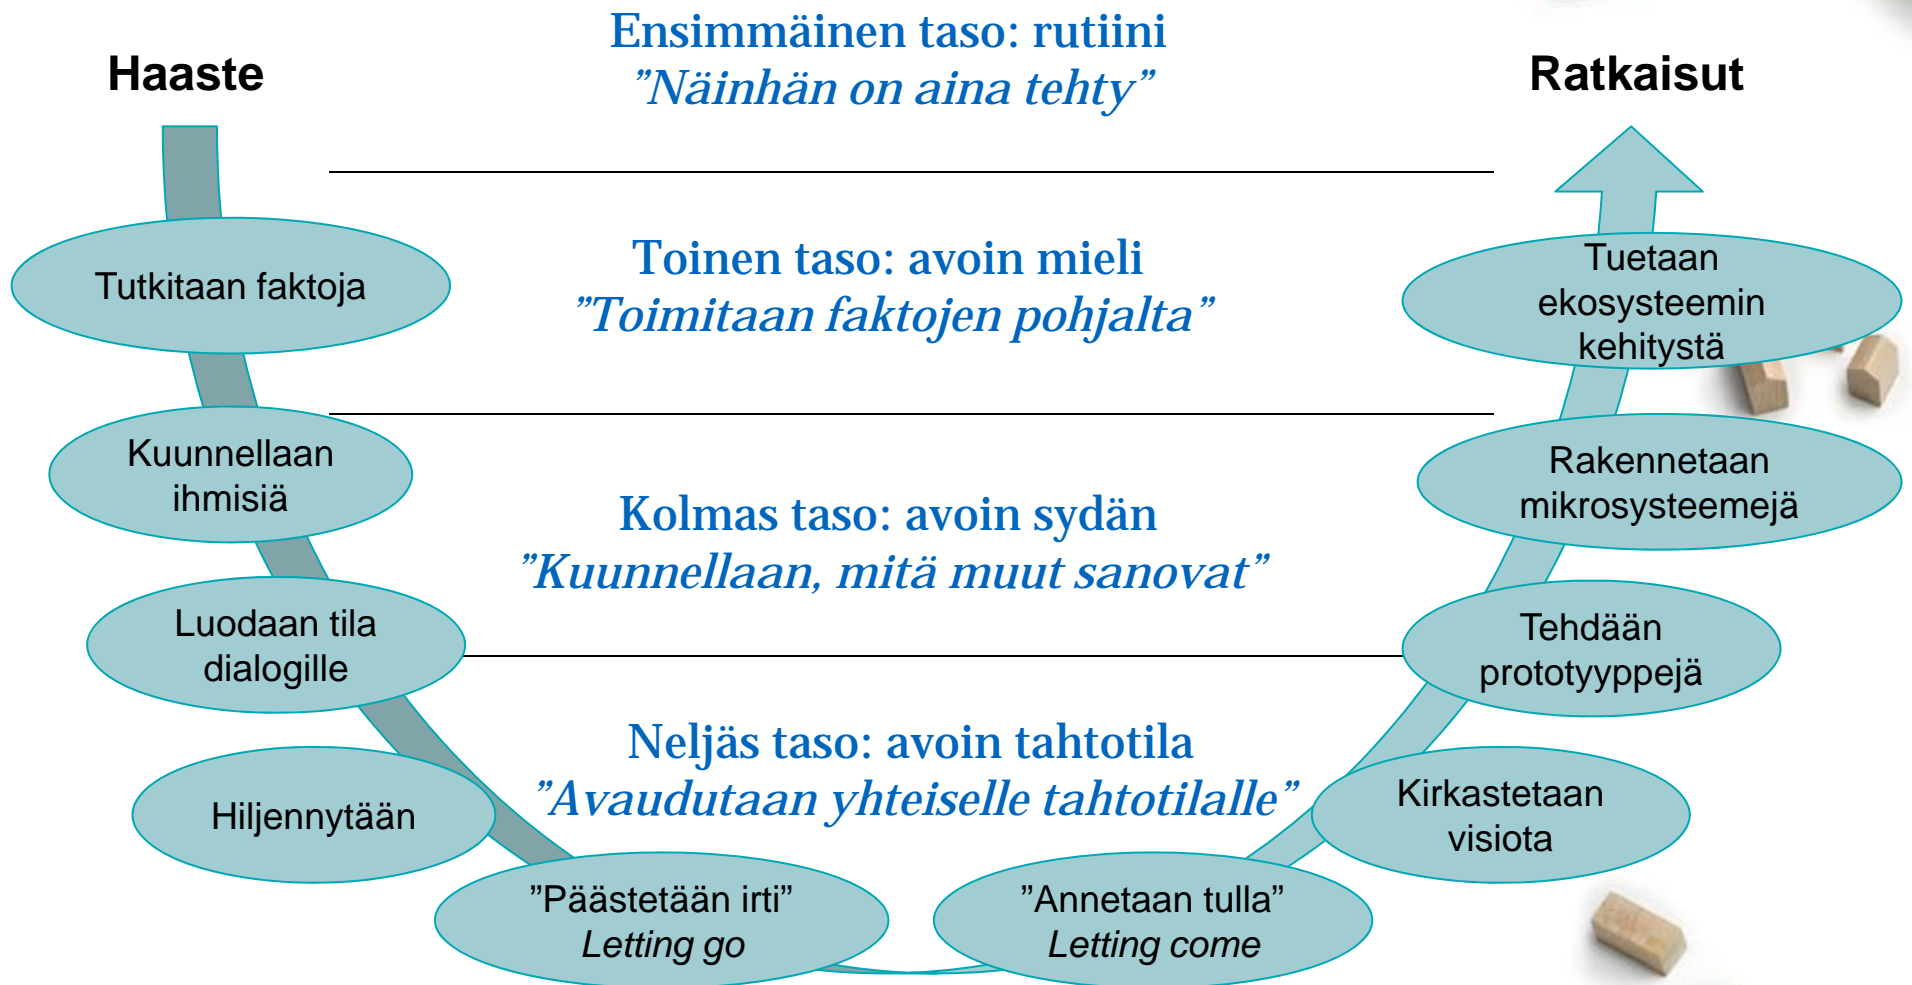 Haaste
Ensimmäinen taso: rutiini
”Näinhän on aina tehty”
Ratkaisut
Tutkitaan faktoja
Toinen taso: avoin mieli
”Toimitaan faktojen pohjalta”
Tuetaan
ekosysteemin
kehitystä
Kuunnellaan
ihmisiä
Kolmas taso: avoin sydän
”Kuunnellaan, mitä muut sanovat”
Rakennetaan
mikrosysteemejä
Luodaan tila
dialogille
Tehdään
prototyyppejä
Hiljennytään
Neljäs taso: avoin tahtotila
”Avaudutaan yhteiselle tahtotilalle”
Kirkastetaan
visiota
”Päästetään irti”
Letting go
”Annetaan tulla”
Letting come